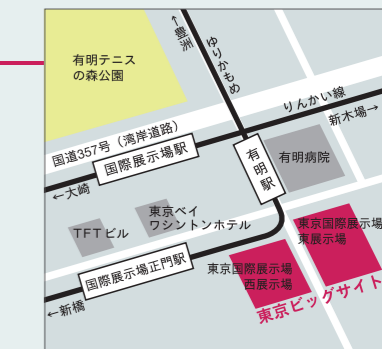 ←豊洲
ゆりかもめ
有明テニス
の森公園
りんかい線
新木場→
国道357号（湾岸道路）
国際展示場駅
有明駅
有明病院
←大崎
東京ベイ
ワシントンホテル
TFTビル
東京国際展示場
東展示場
国際展示場正門駅
東京国際展示場
西展示場
東京ビッグサイト
←新橋